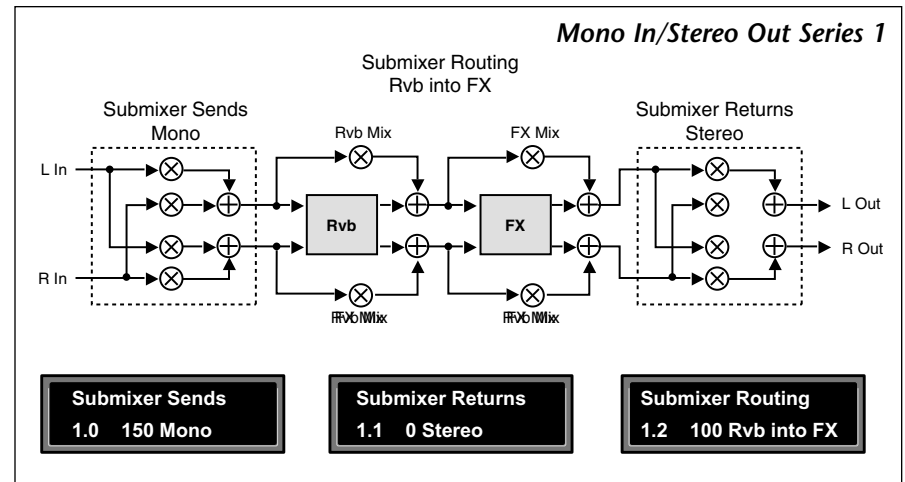 Mono In/Stereo Out Series 1
Submixer Routing
Rvb into FX
Submixer Sends
Mono
Rvb Mix
FX Mix
Submixer Returns
Stereo
L In
Rvb
FX
L Out
R Out
R In
Submixer Sends
1.0 150 Mono
Submixer Returns
1.1 0 Stereo
Submixer Routing
1.2 100 Rvb into FX